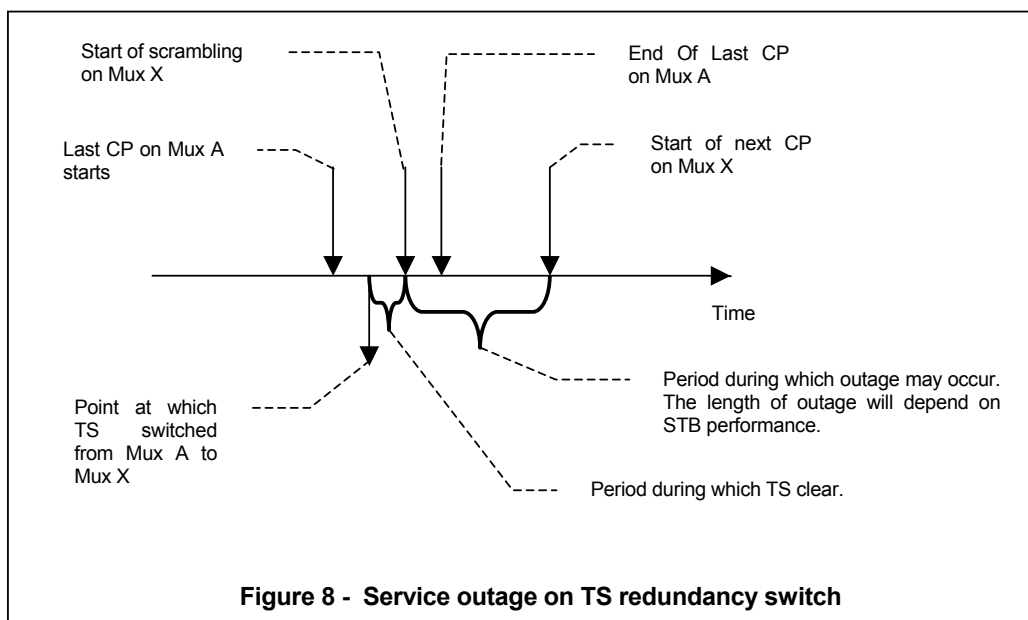 Start of scrambling
on Mux X
End Of Last CP
on Mux A
Last CP on Mux A
starts
Start of next CP
on Mux X
Time
Point at which
TS switched
from Mux A to
Mux X
Period during which outage may occur.
The length of outage will depend on
STB performance.
Period during which TS clear.
Figure 8 - Service outage on TS redundancy switch